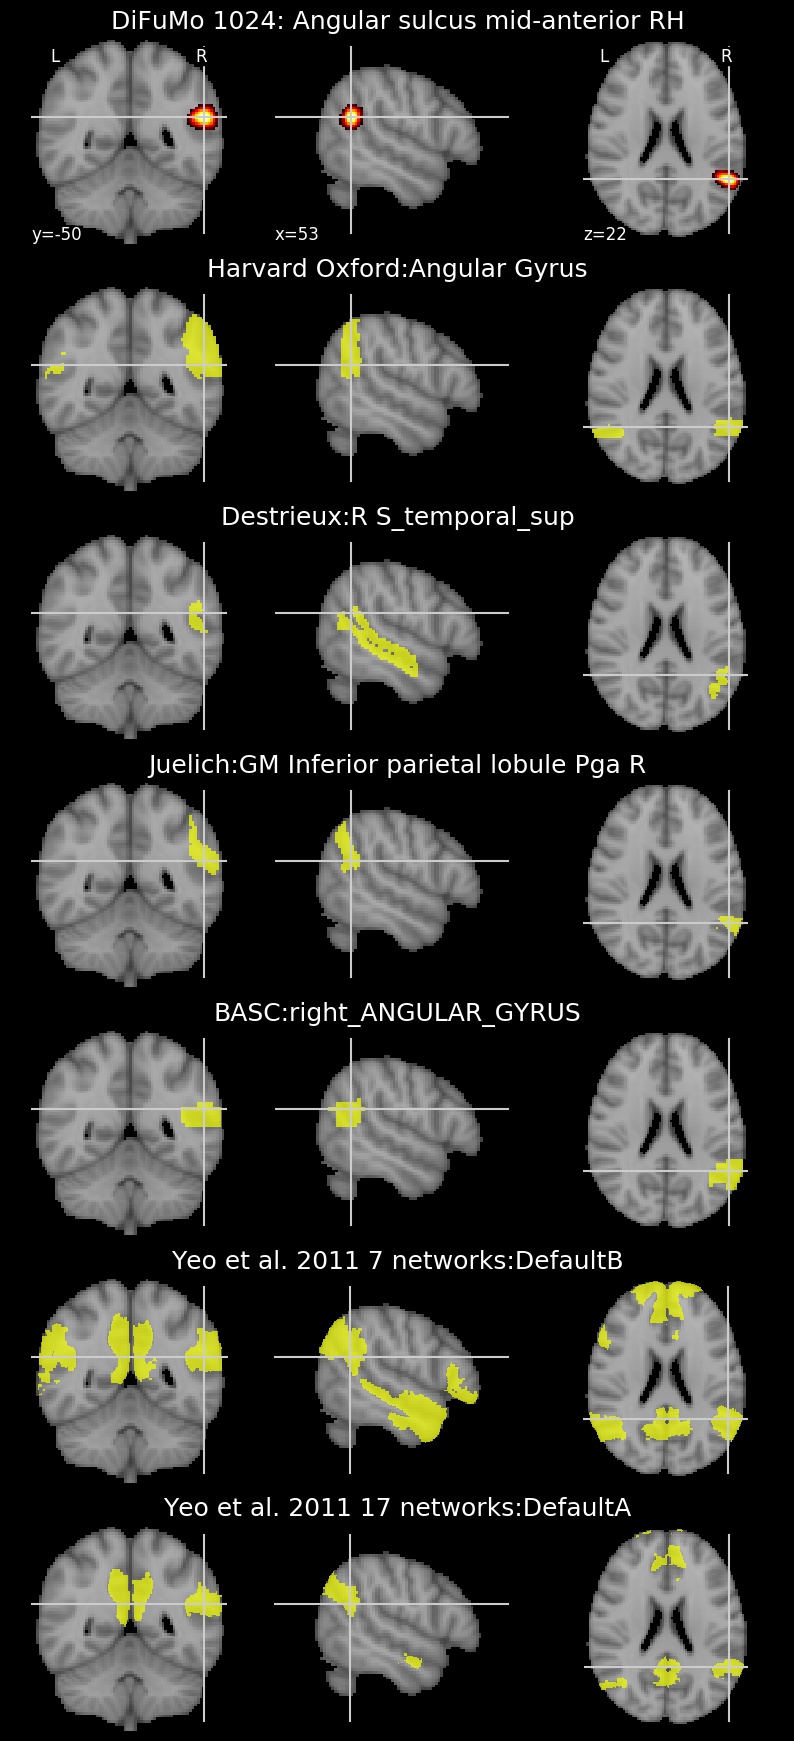 DiFuMo 1024: Angular sulcus mid-anterior RH
L R L R
y=-50 x=53 z=22
Harvard Oxford:Angular Gyrus
Destrieux:R S_temporal_sup
Juelich:GM Inferior parietal lobule Pga R
BASC:right_ANGULAR_GYRUS
Yeo et al. 2011 7 networks:DefaultB
Yeo et al. 2011 17 networks:DefaultA